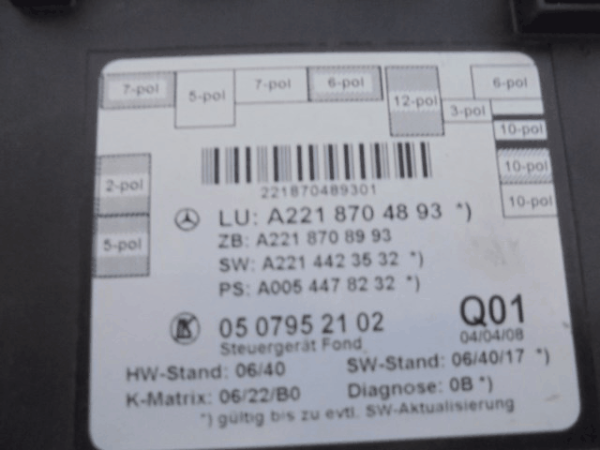 7-pol 5-pol 7-pol 6-pol 12-pol 3-pol 6-pol
10-pol
10-pol
10-pol
2-pol
5-pol
221870489301
LU: A221 870 48 93 *)
ZB: A221 870 89 93
SW: A221 442 35 32 *)
PS: A005 447 82 32 *)
05 0795 21 02 Q01
Steuergerät Fond 04/04/08
HW-Stand: 06/40 SW-Stand: 06/40/17 *)
K-Matrix: 06/22/B0 Diagnose: 0B *)
*) gültig bis zu evtl. SW-Aktualisierung